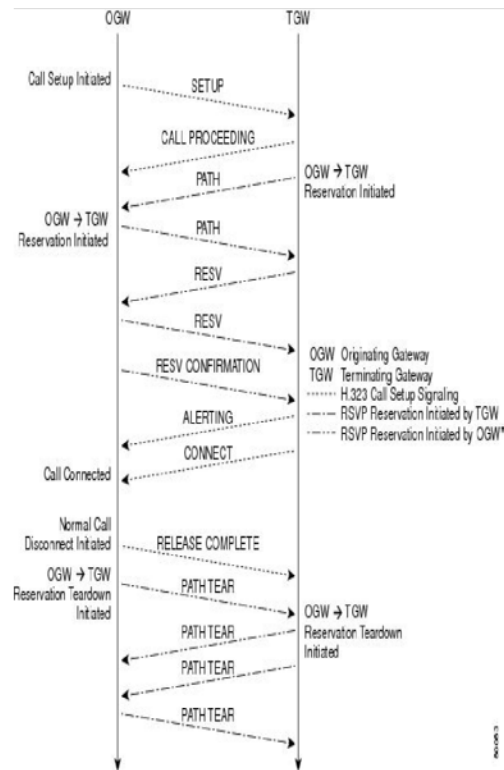 OGW TGW
Call Setup Initiated
SETUP
CALL PROCEEDING
PATH
OGW → TGW
Reservation Initiated
OGW → TGW
Reservation Initiated
PATH
RESV
RESV
OGW Originating Gateway
TGW Terminating Gateway
H.323 Call Setup Signaling
RSVP Reservation Initiated by TGW
RSVP Reservation Initiated by OGW"
RESV CONFIRMATION
ALERTING
CONNECT
Call Connected
Normal Call
Disconnect Initiated
RELEASE COMPLETE
OGW → TGW
Reservation Teardown
Initiated
PATH TEAR
OGW → TGW
Reservation Teardown
Initiated
PATH TEAR
PATH TEAR
PATH TEAR